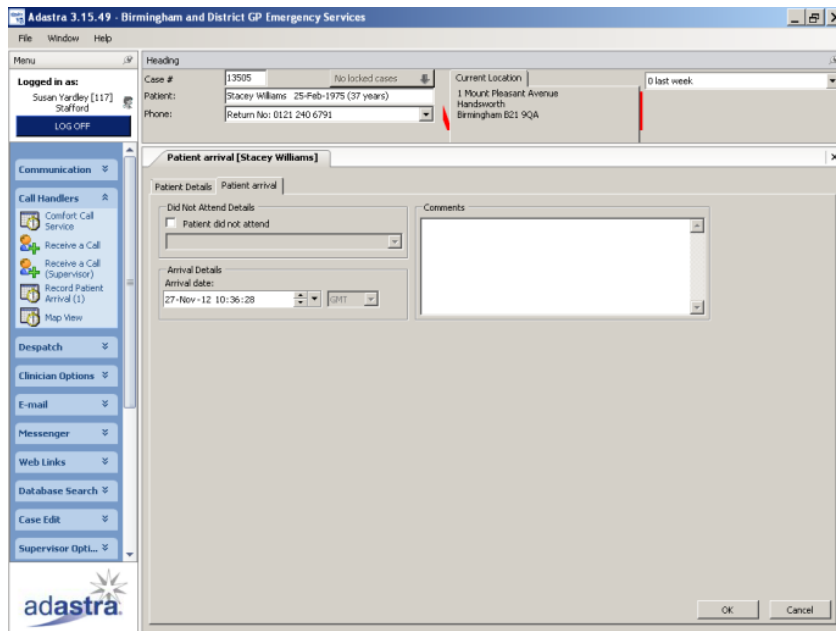 Adastra 3.15.49 - Birmingham and District GP Emergency Services
File Window Help
Menu
Logged in as:
Susan Yardley [117]
Stafford
LOG OFF
Communication
Call Handlers
Comfort Call
Service
Receive a Call
Receive a Call
(Supervisor)
Record Patient
Arrival (1)
Map View
Despatch
Clinician Options
E-mail
Messenger
Web Links
Database Search
Case Edit
Supervisor Opti...
adastra
Heading
Case # 13505 No locked cases
Patient: Stacey Williams 25-Feb-1975 (37 years)
Phone: Return No: 0121 240 6791
Current Location
1 Mount Pleasant Avenue
Handsworth
Birmingham B21 9QA
0 last week
Patient arrival [Stacey Williams]
Patient Details Patient arrival
Did Not Attend Details
Patient did not attend
Arrival Details
Arrival date:
27-Nov-12 10:36:28 GMT
Comments
OK Cancel